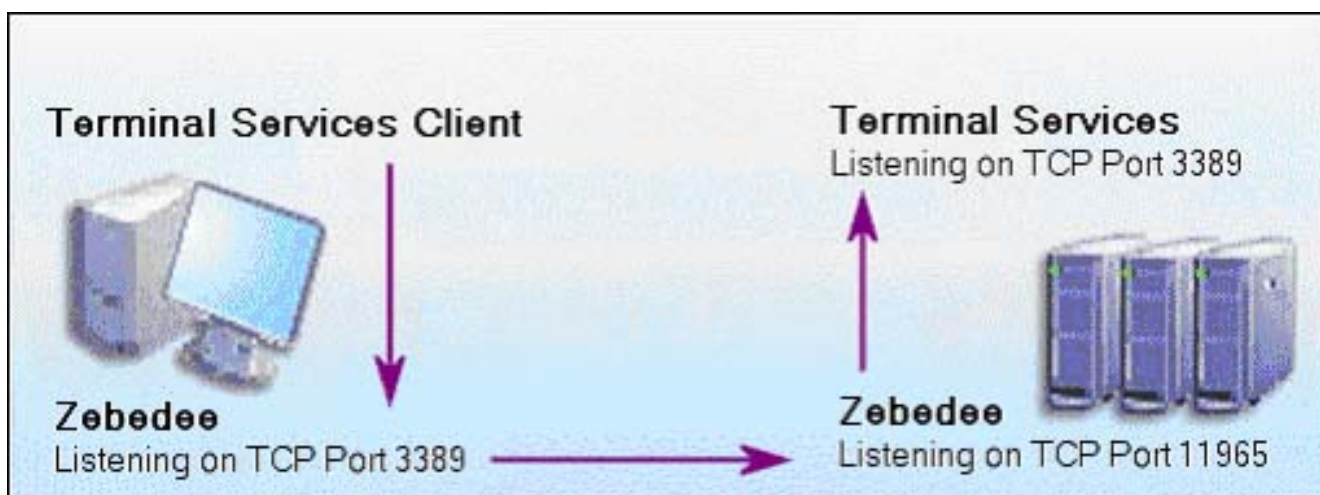 Terminal Services Client
Zebedee
Listening on TCP Port 3389
Terminal Services
Listening on TCP Port 3389
Zebedee
Listening on TCP Port 11965